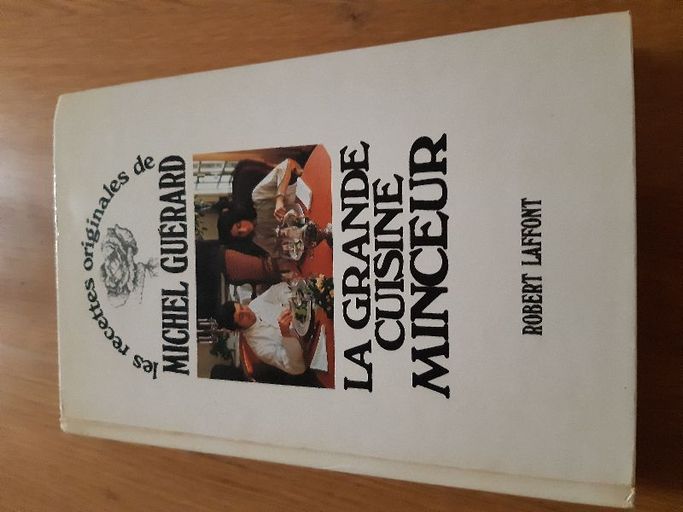 les recettes originales de
MICHEL GUÉRARD
LA GRANDE
CUISINE
MINCEUR
ROBERT LAFFONT